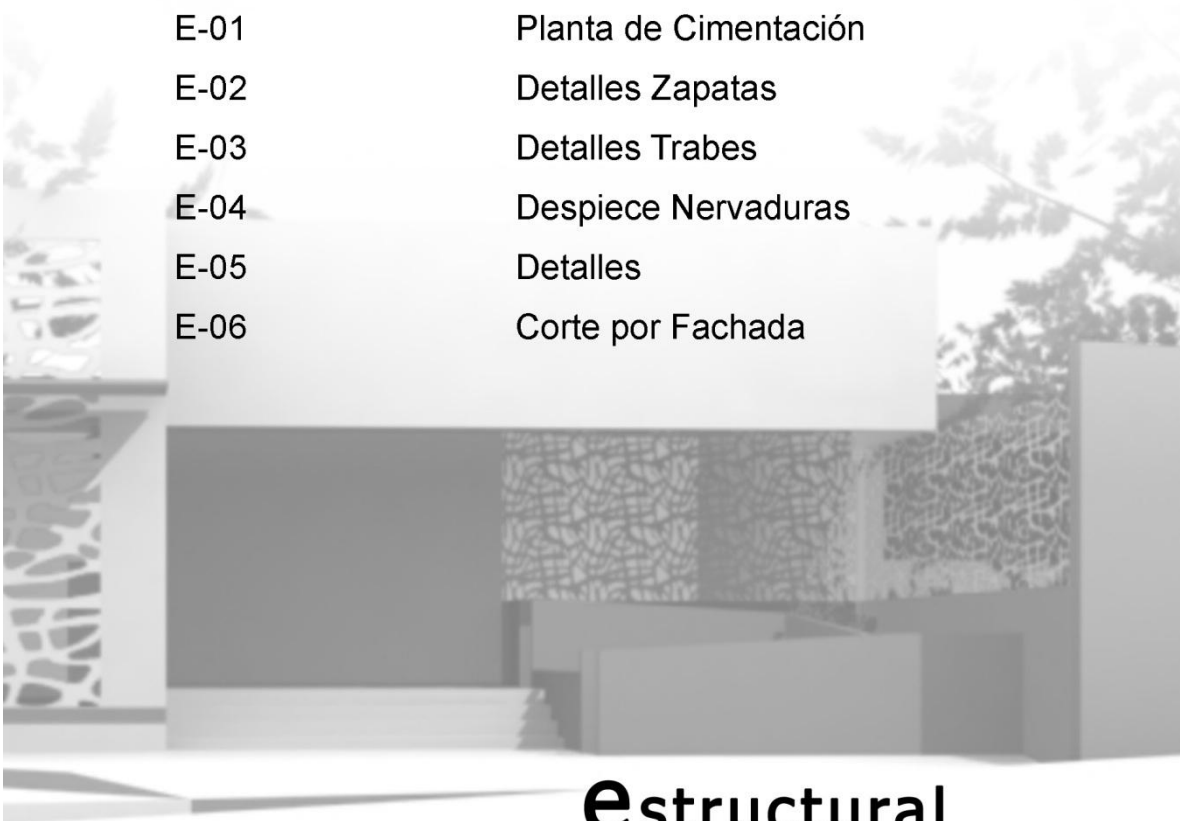 E-01 Planta de Cimentación
E-02 Detalles Zapatas
E-03 Detalles Trabes
E-04 Despiece Nervaduras
E-05 Detalles
E-06 Corte por Fachada
estructural